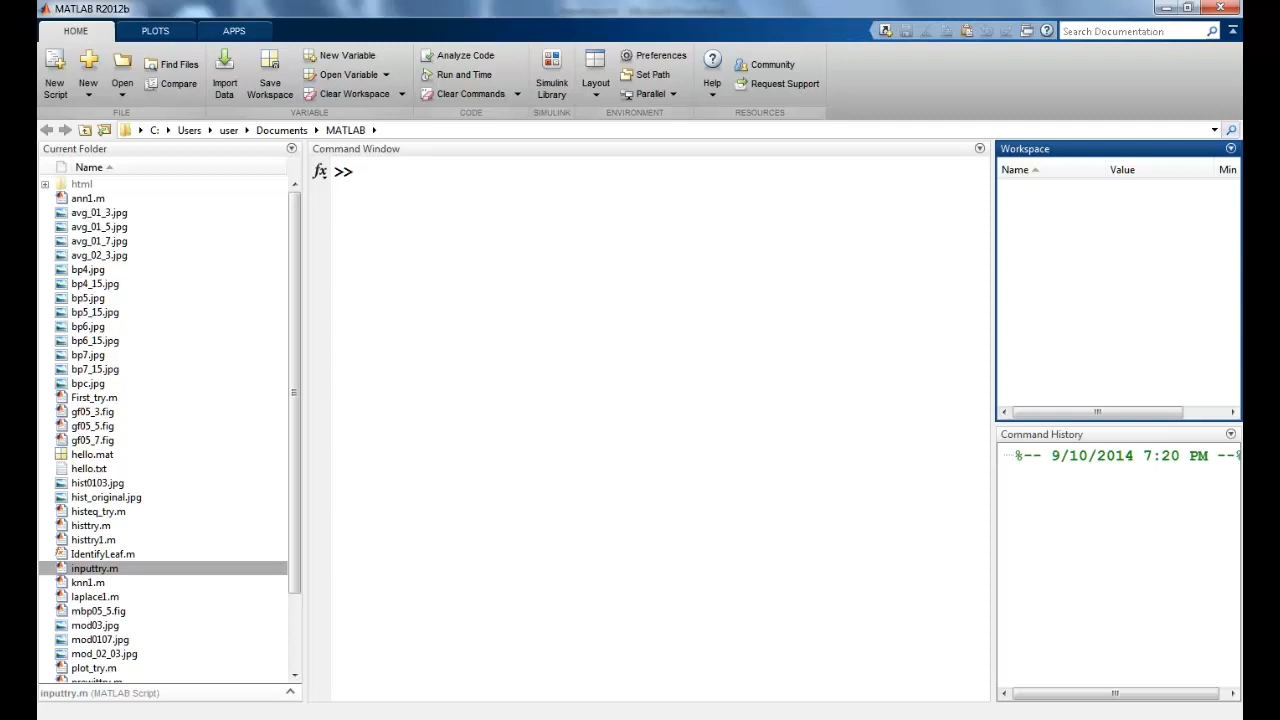 MATLAB R2012b
HOME
PLOTS
APPS
Search Documentation
New Script
New
Open
Find Files
Compare
Import Data
Save Workspace
New Variable
Open Variable
Clear Workspace
Analyze Code
Run and Time
Clear Commands
Simulink Library
Layout
Preferences
Set Path
Parallel
Help
Community
Request Support
FILE
VARIABLE
CODE
SIMULINK
ENVIRONMENT
RESOURCES
C: Users user Documents MATLAB
Current Folder
Name
html
ann1.m
avg_01_3.jpg
avg_01_5.jpg
avg_01_7.jpg
avg_02_3.jpg
bp4.jpg
bp4_15.jpg
bp5.jpg
bp5_15.jpg
bp6.jpg
bp6_15.jpg
bp7.jpg
bp7_15.jpg
bpc.jpg
First_try.m
gf05_3.fig
gf05_5.fig
gf05_7.fig
hello.mat
hello.txt
hist0103.jpg
hist_original.jpg
histeq_try.m
histtry.m
histtry1.m
IdentifyLeaf.m
inputtry.m
knn1.m
laplace1.m
mbp05_5.fig
mod03.jpg
mod0107.jpg
mod_02_03.jpg
plot_try.m
inputtry.m (MATLAB Script)
Command Window
fx >>
Workspace
Name Value Min
Command History
%-- 9/10/2014 7:20 PM --%